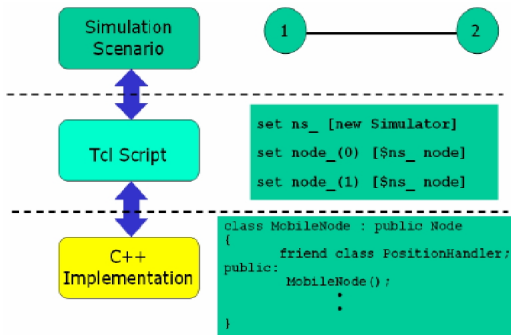 Simulation
Scenario
1
2
Tcl Script
set ns_ [new Simulator]
set node_(0) [$ns_ node]
set node_(1) [$ns_ node]
C++
Implementation
class MobileNode : public Node
{
friend class PositionHandler;
public:
MobileNode();
•
•
}